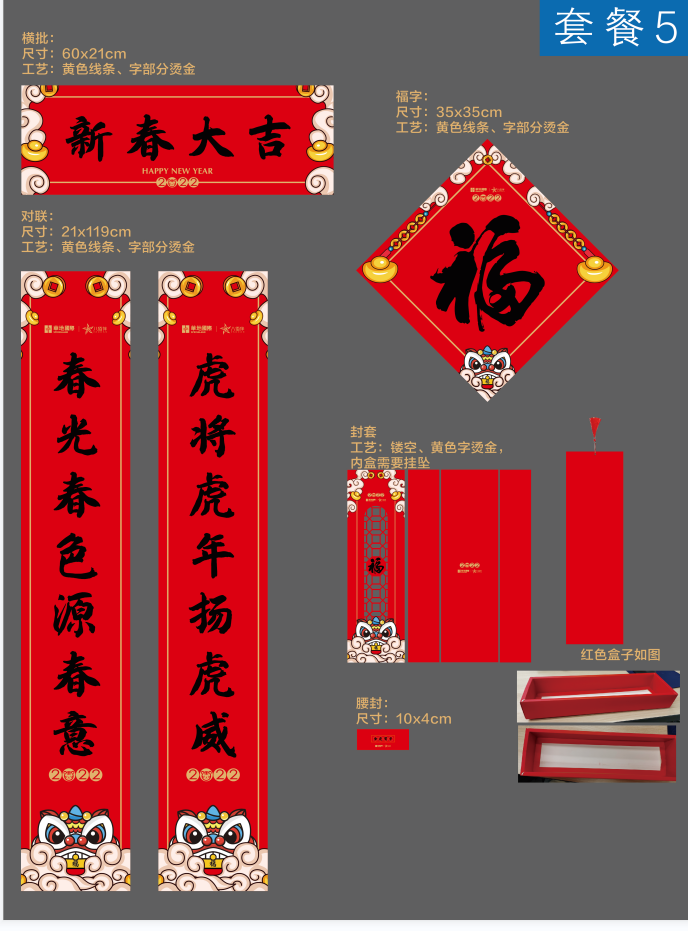 套餐5
横批：
尺寸：60x21cm
工艺：黄色线条、字部分烫金
新春大吉
HAPPY NEW YEAR
2022
福字：
尺寸：35x35cm
工艺：黄色线条、字部分烫金
2022
福
对联：
尺寸：21x119cm
工艺：黄色线条、字部分烫金
春光春色源春意
2022
福
虎将虎年扬虎威
2022
福
封套
工艺：镂空、黄色字烫金，
内盒需要挂坠
福
2022
红色盒子如图
腰封：
尺寸：10x4cm